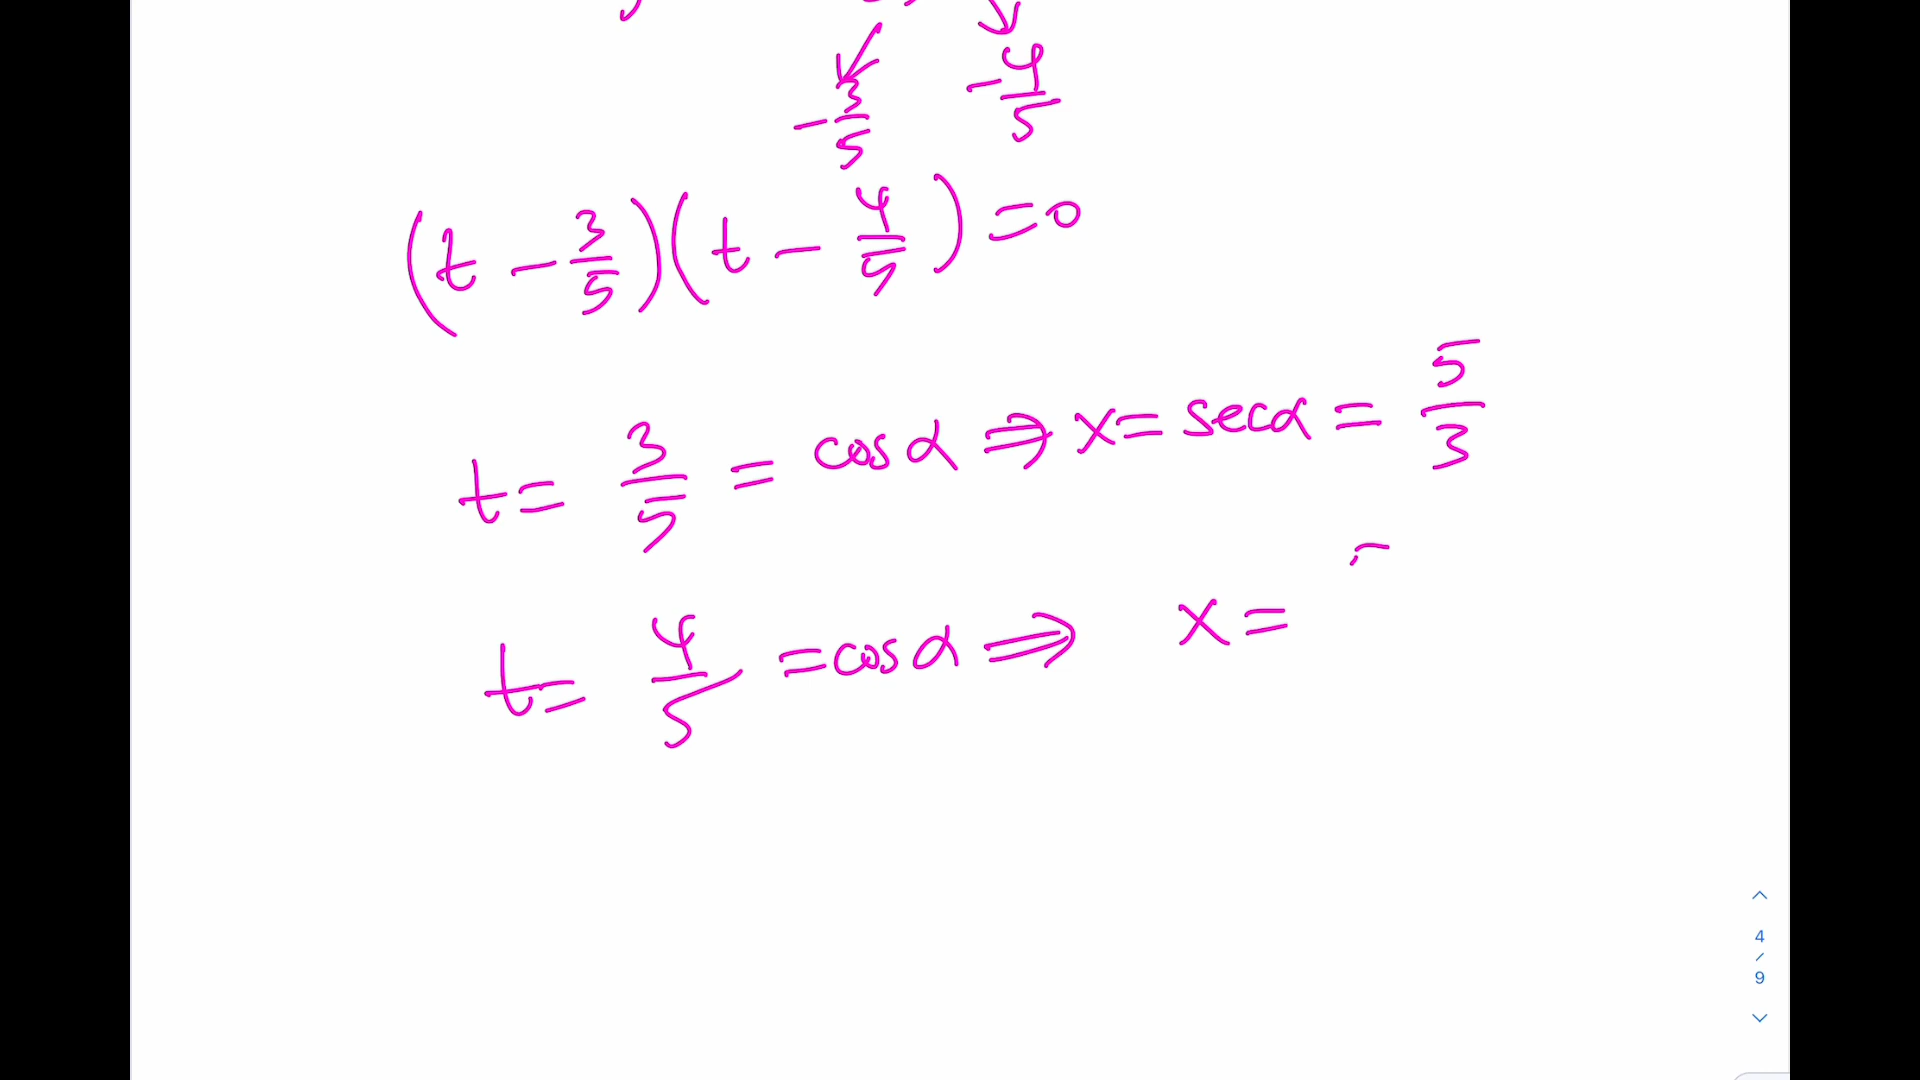 -3/5 -4/5
(t - 3/5)(t - 4/5) = 0
t = 3/5 = cos α ⇒ x = sec α = 5/3
t = 4/5 = cos α ⇒ x =
4
/
9